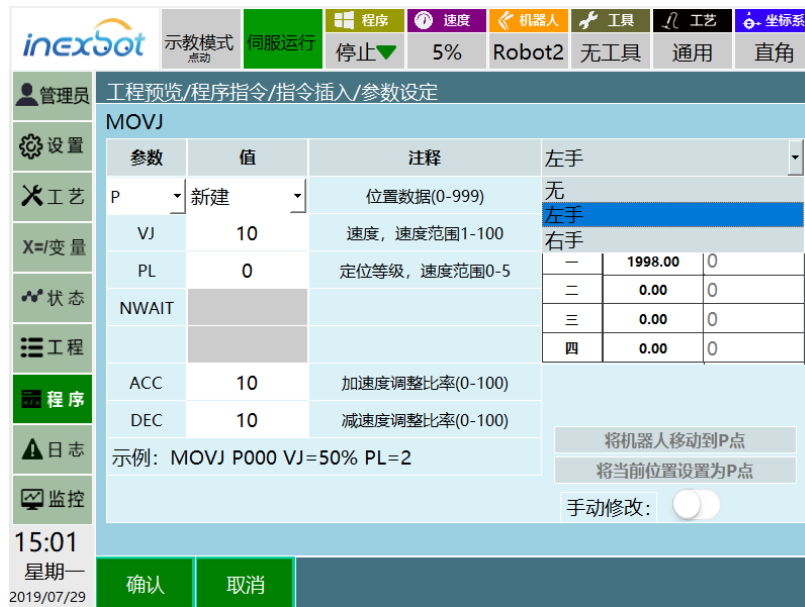 inexbot
示教模式
点动
伺服运行
程序
停止
速度
5%
机器人
Robot2
工具
无工具
工艺
通用
坐标系
直角
管理员
设置
工艺
X=/变量
状态
工程
程序
日志
监控
15:01
星期一
2019/07/29
工程预览/程序指令/指令插入/参数设定
MOVJ
参数 值 注释
P 新建 位置数据(0-999)
VJ 10 速度，速度范围1-100
PL 0 定位等级，速度范围0-5
NWAIT
ACC 10 加速度调整比率(0-100)
DEC 10 减速度调整比率(0-100)
示例：MOVJ P000 VJ=50% PL=2
左手
无
左手
右手
一 1998.00 0
二 0.00 0
三 0.00 0
四 0.00 0
将机器人移动到P点
将当前位置设置为P点
手动修改：
确认
取消